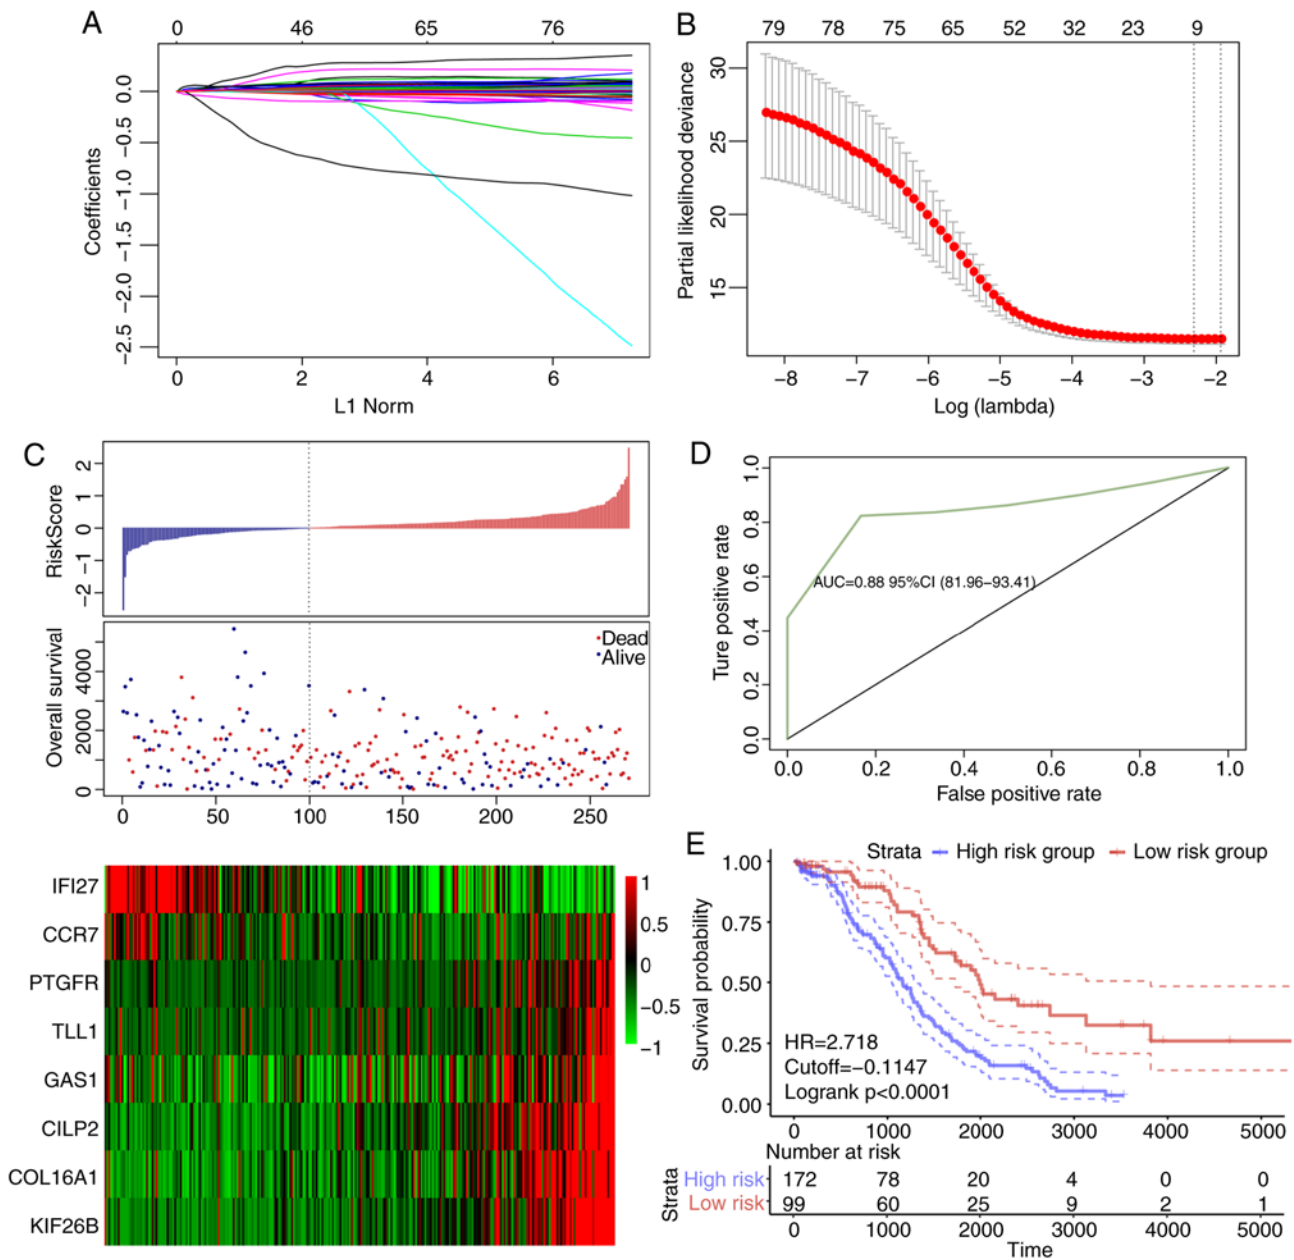 A
0 46 65 76
0.0
−0.5
−1.0
−1.5
−2.0
−2.5
Coefficients
0 2 4 6
L1 Norm
B
79 78 75 65 52 32 23 9
30
25
20
15
Partial likelihood deviance
−8 −7 −6 −5 −4 −3 −2
Log (lambda)
C
2
1
0
−1
−2
RiskScore
Dead
Alive
4000
2000
0
Overall survival
0 50 100 150 200 250
IFI27
CCR7
PTGFR
TLL1
GAS1
CILP2
COL16A1
KIF26B
1
0.5
0
−0.5
−1
D
1.0
0.8
0.6
0.4
0.2
0.0
Ture positive rate
AUC=0.88 95%CI (81.96−93.41)
0.0 0.2 0.4 0.6 0.8 1.0
False positive rate
E
Strata High risk group Low risk group
1.00
0.75
0.50
0.25
0.00
Survival probability
HR=2.718
Cutoff=−0.1147
Logrank p<0.0001
0 1000 2000 3000 4000 5000
Number at risk
Strata
High risk 172 78 20 4 0 0
Low risk 99 60 25 9 2 1
0 1000 2000 3000 4000 5000
Time